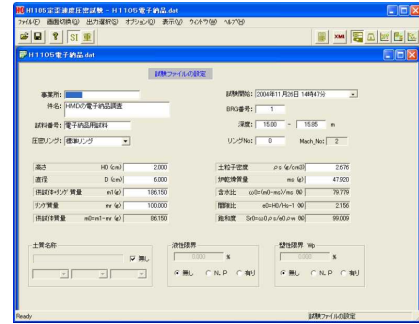 H1105定歪速度圧密試験 - H1105電子納品.dat
ファイル(F) 画面切換(Q) 出力選択(S) オプション(O) 表示(V) ウィンドウ(W) ヘルプ(H)
SI 重 XML
H1105電子納品.dat
試験ファイルの設定
事業所:
試験開始: 2004年11月26日 14時47分
件名: HMDの電子納品調査
BRG番号: 1
試料番号: 電子納品用試料
深度: 15.00 - 15.85 m
圧密リング: 標準リング
リングNo: 8 Mach_No: 2
高さ H0 (cm) 2.000
土粒子密度 ρs (g/cm3) 2.676
直径 D (cm) 6.000
炉乾燥質量 ms (g) 47.920
供試体+リング質量 m1(g) 186.150
含水比 ω0=(m0-ms)/ms (%) 79.779
リング質量 mr (g) 100.000
間隙比 e0=H0/Hs-1 (%) 2.156
供試体質量 m0=m1-mr (g) 86.150
飽和度 Sr0=ω0ρs/e0ρw (%) 99.009
土質名称
無し
液性限界
0.000 %
無し N.P 有り
塑性限界 Wp
0.000 %
無し N.P 有り
Ready 試験ファイルの設定